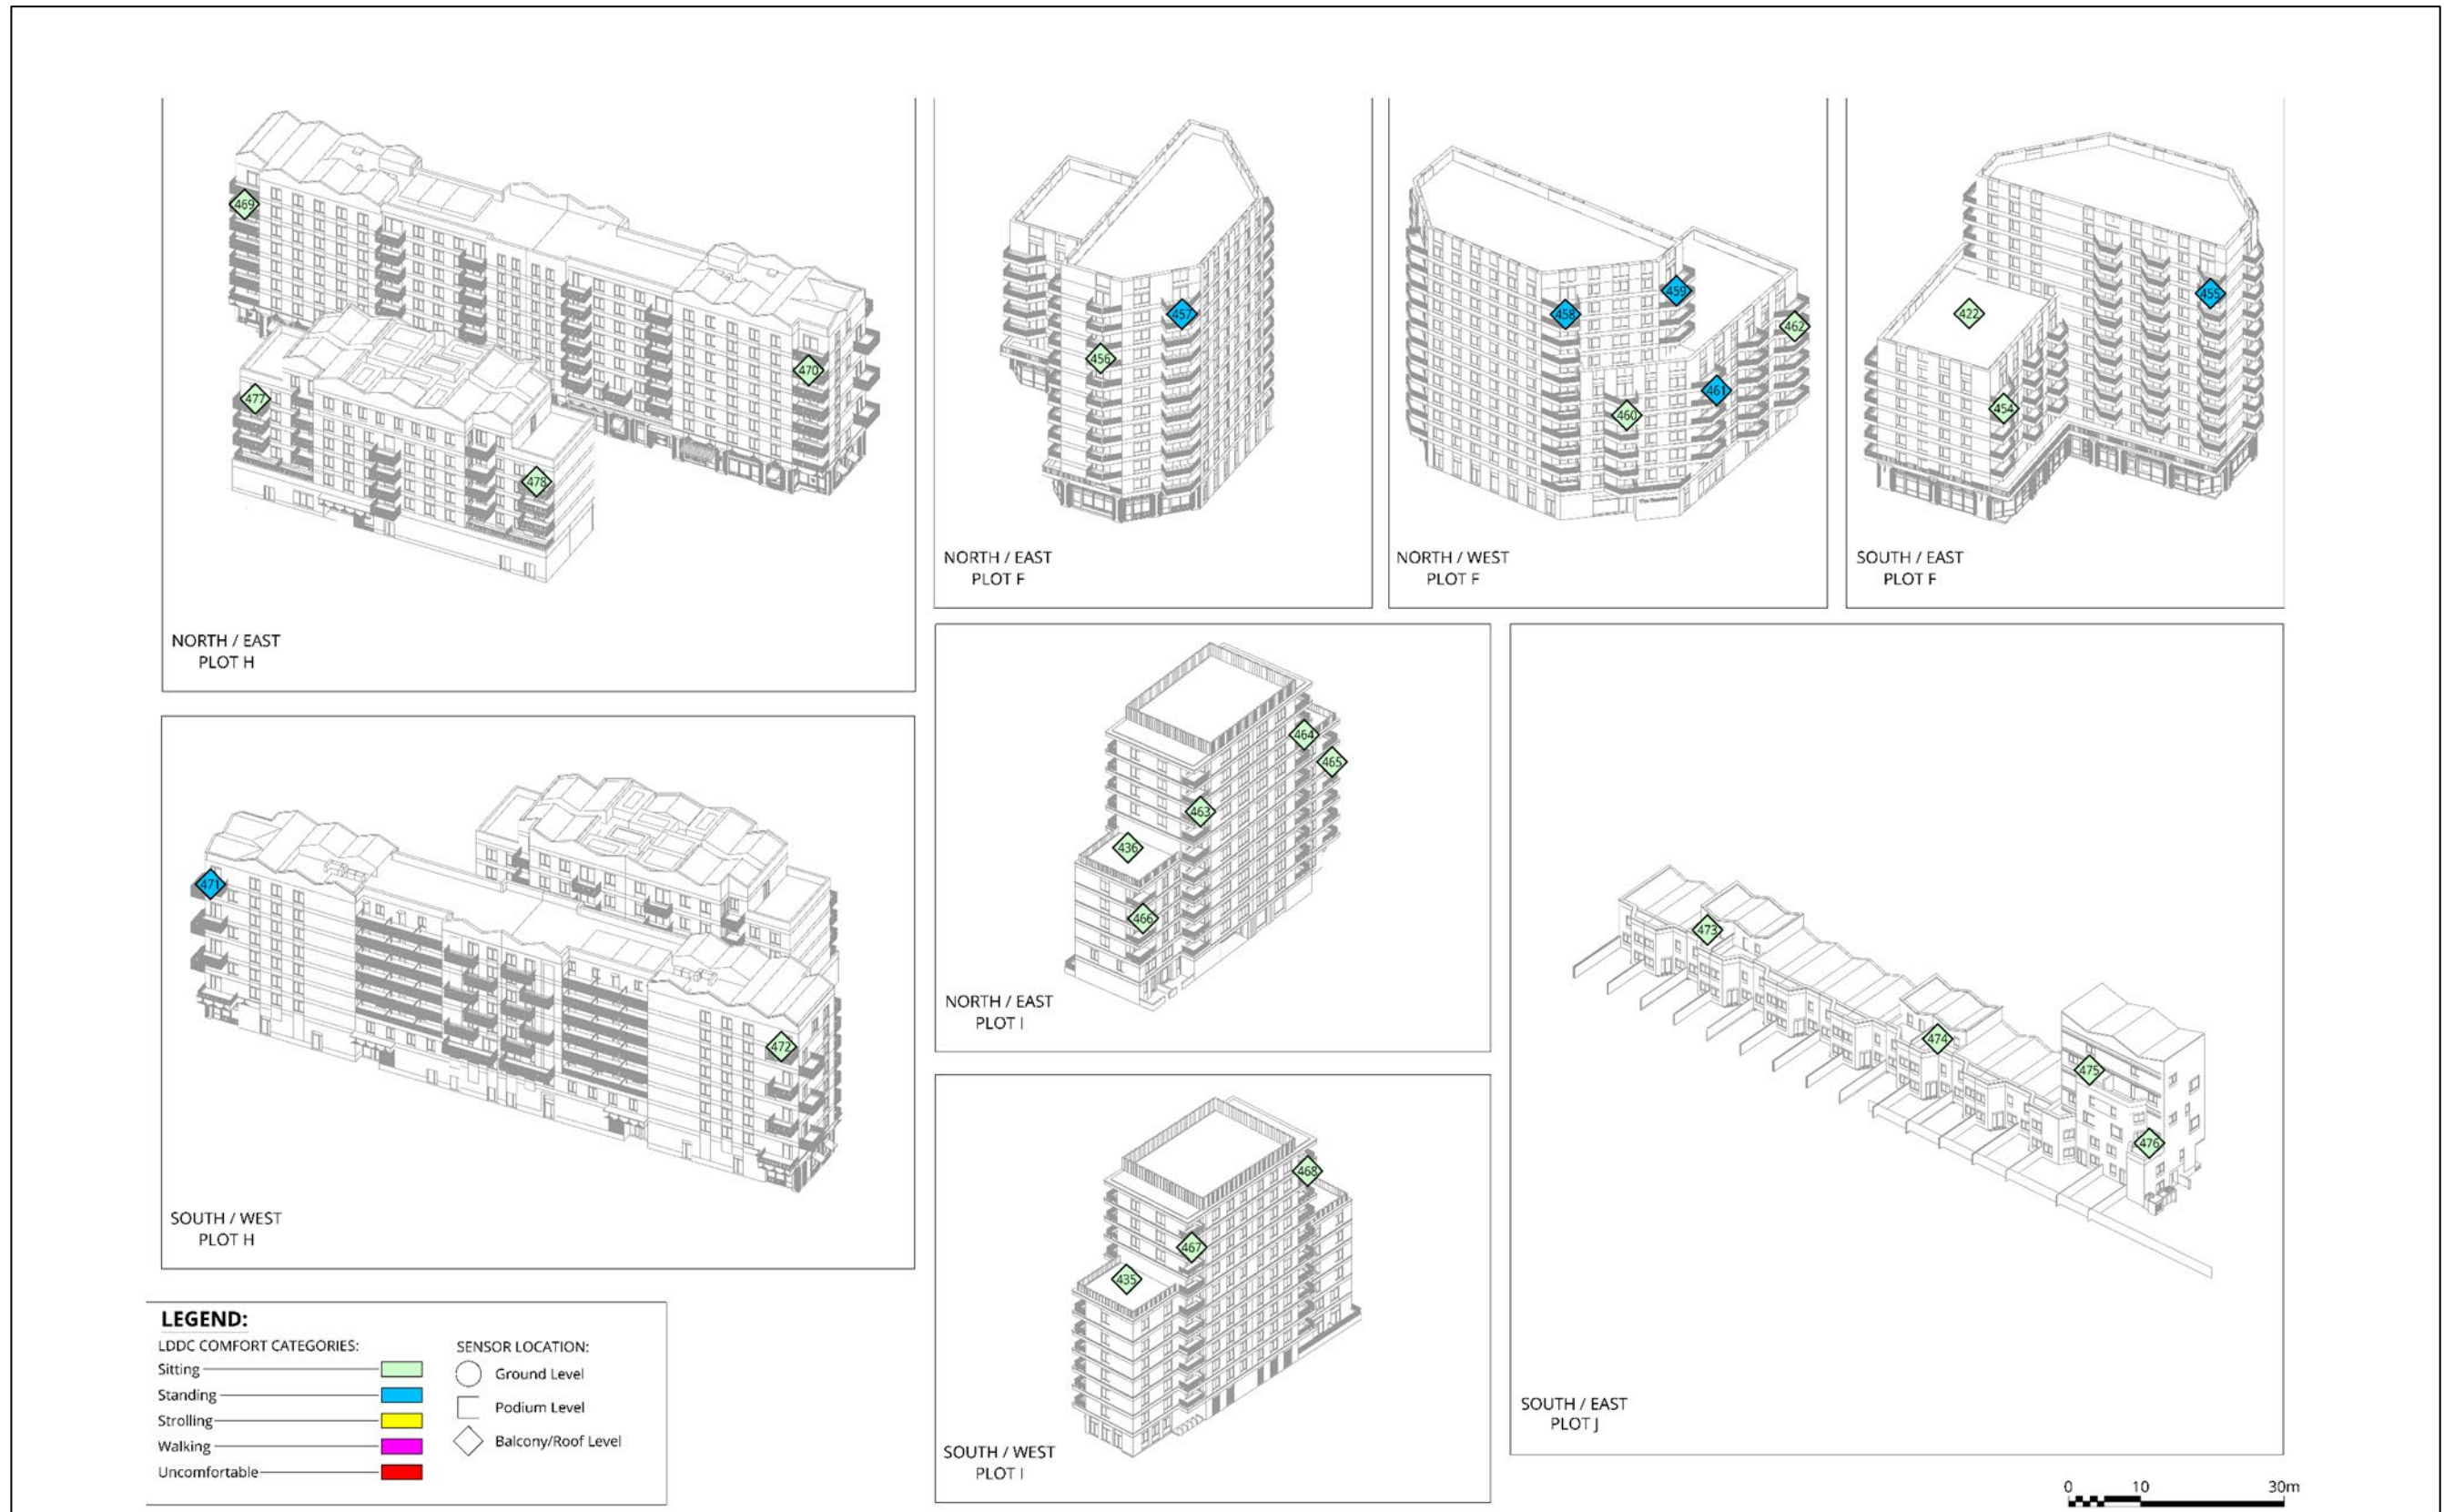 469
470
477
478
NORTH / EAST
PLOT H
457
456
NORTH / EAST
PLOT F
459
458
462
461
460
NORTH / WEST
PLOT F
455
422
454
SOUTH / EAST
PLOT F
471
472
SOUTH / WEST
PLOT H
464
465
463
436
466
NORTH / EAST
PLOT I
468
467
435
SOUTH / WEST
PLOT I
473
474
475
476
SOUTH / EAST
PLOT J
LEGEND:
LDDC COMFORT CATEGORIES:
Sitting
Standing
Strolling
Walking
Uncomfortable
SENSOR LOCATION:
Ground Level
Podium Level
Balcony/Roof Level
0 10 30m